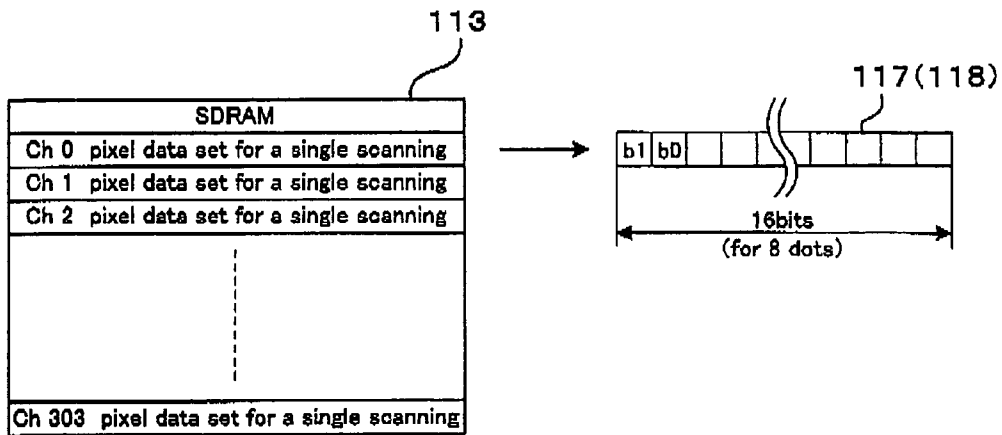 113
SDRAM
Ch 0 pixel data set for a single scanning
Ch 1 pixel data set for a single scanning
Ch 2 pixel data set for a single scanning
Ch 303 pixel data set for a single scanning
117(118)
b1 b0
16bits
(for 8 dots)